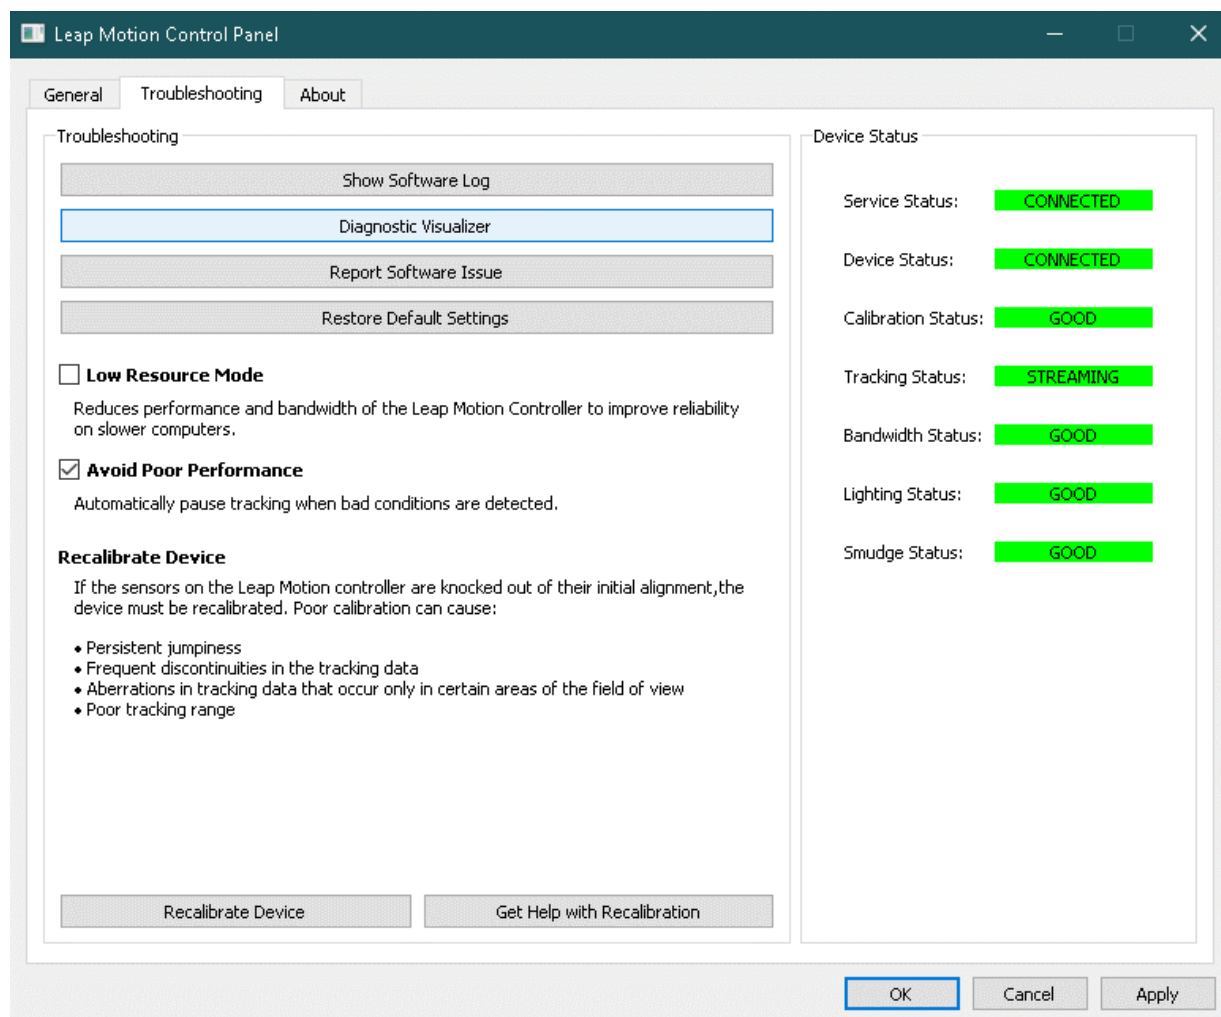 Leap Motion Control Panel
General
Troubleshooting
About
Troubleshooting
Show Software Log
Diagnostic Visualizer
Report Software Issue
Restore Default Settings
Low Resource Mode
Reduces performance and bandwidth of the Leap Motion Controller to improve reliability
on slower computers.
Avoid Poor Performance
Automatically pause tracking when bad conditions are detected.
Recalibrate Device
If the sensors on the Leap Motion controller are knocked out of their initial alignment,the
device must be recalibrated. Poor calibration can cause:
• Persistent jumpiness
• Frequent discontinuities in the tracking data
• Aberrations in tracking data that occur only in certain areas of the field of view
• Poor tracking range
Recalibrate Device
Get Help with Recalibration
Device Status
Service Status: CONNECTED
Device Status: CONNECTED
Calibration Status: GOOD
Tracking Status: STREAMING
Bandwidth Status: GOOD
Lighting Status: GOOD
Smudge Status: GOOD
OK
Cancel
Apply